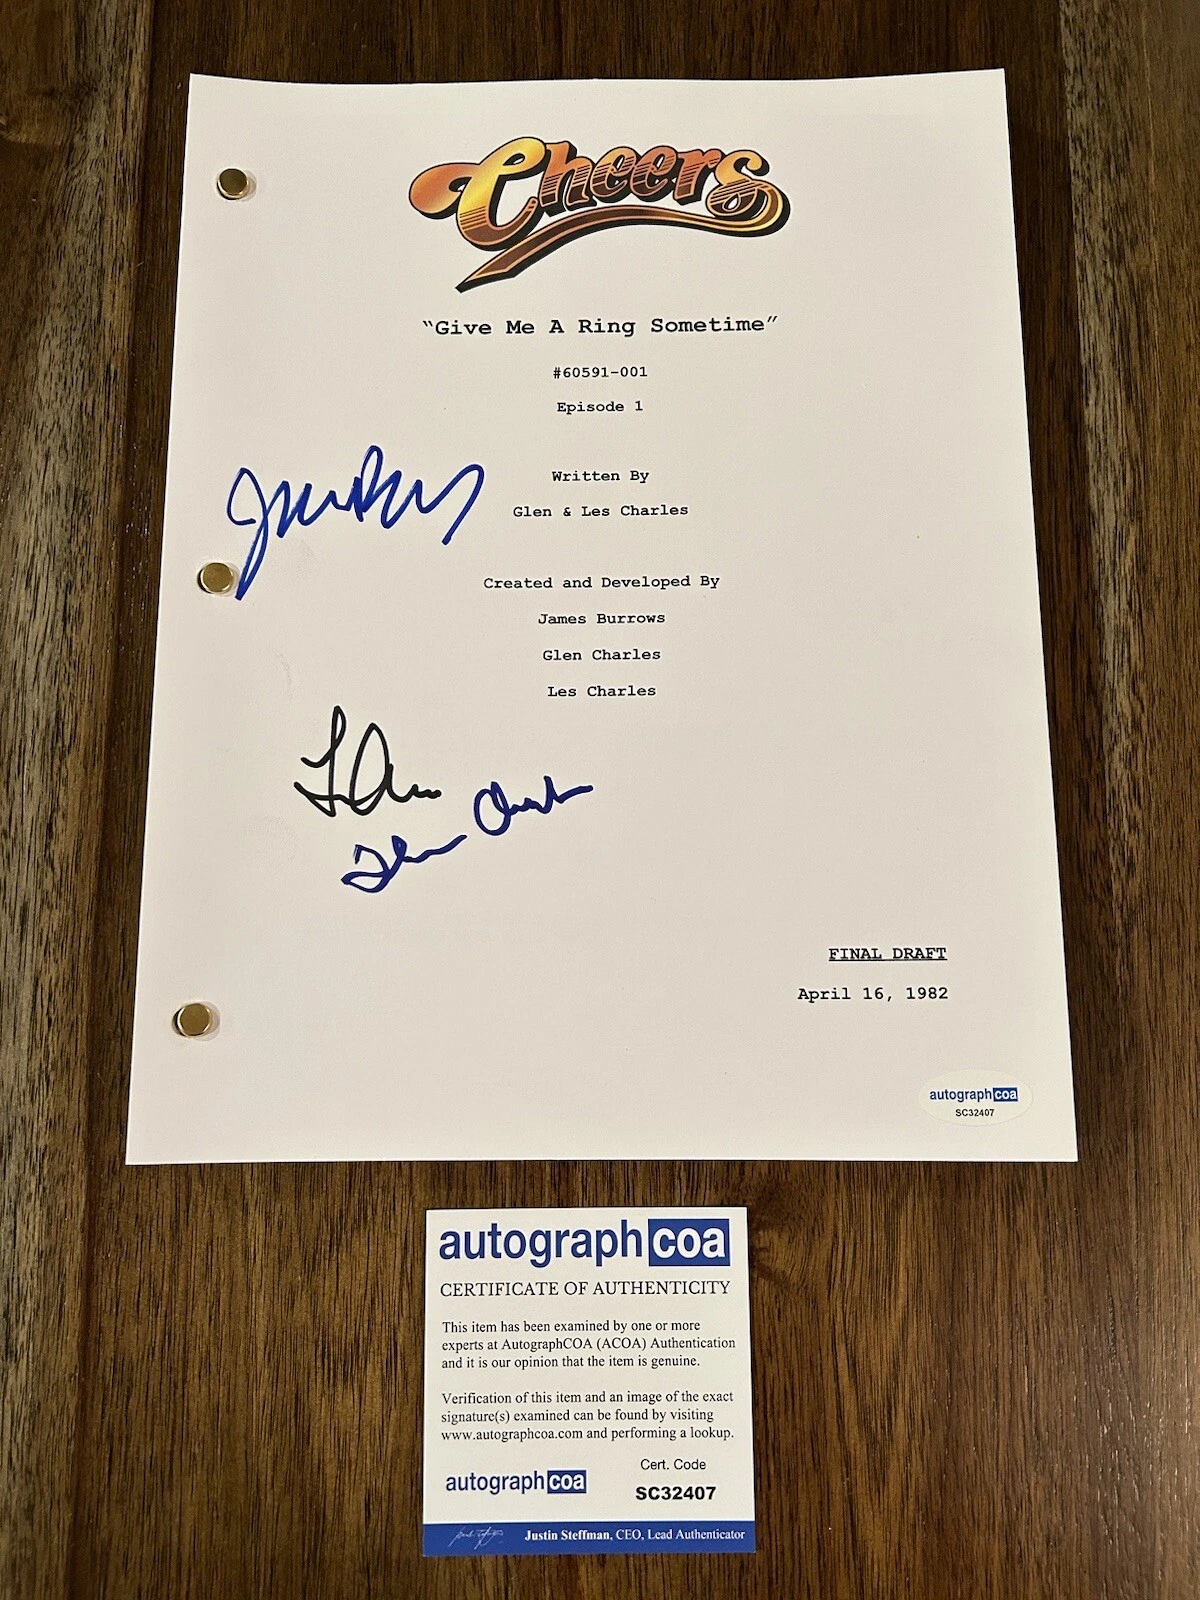 Cheers
“Give Me A Ring Sometime”
#60591-001
Episode 1
Written By
Glen & Les Charles
Created and Developed By
James Burrows
Glen Charles
Les Charles
FINAL DRAFT
April 16, 1982
autographcoa
SC32407
autographcoa
CERTIFICATE OF AUTHENTICITY
This item has been examined by one or more
experts at AutographCOA (ACOA) Authentication
and it is our opinion that the item is genuine.
Verification of this item and an image of the exact
signature(s) examined can be found by visiting
www.autographcoa.com and performing a lookup.
autographcoa
Cert. Code
SC32407
Justin Steffman, CEO, Lead Authenticator